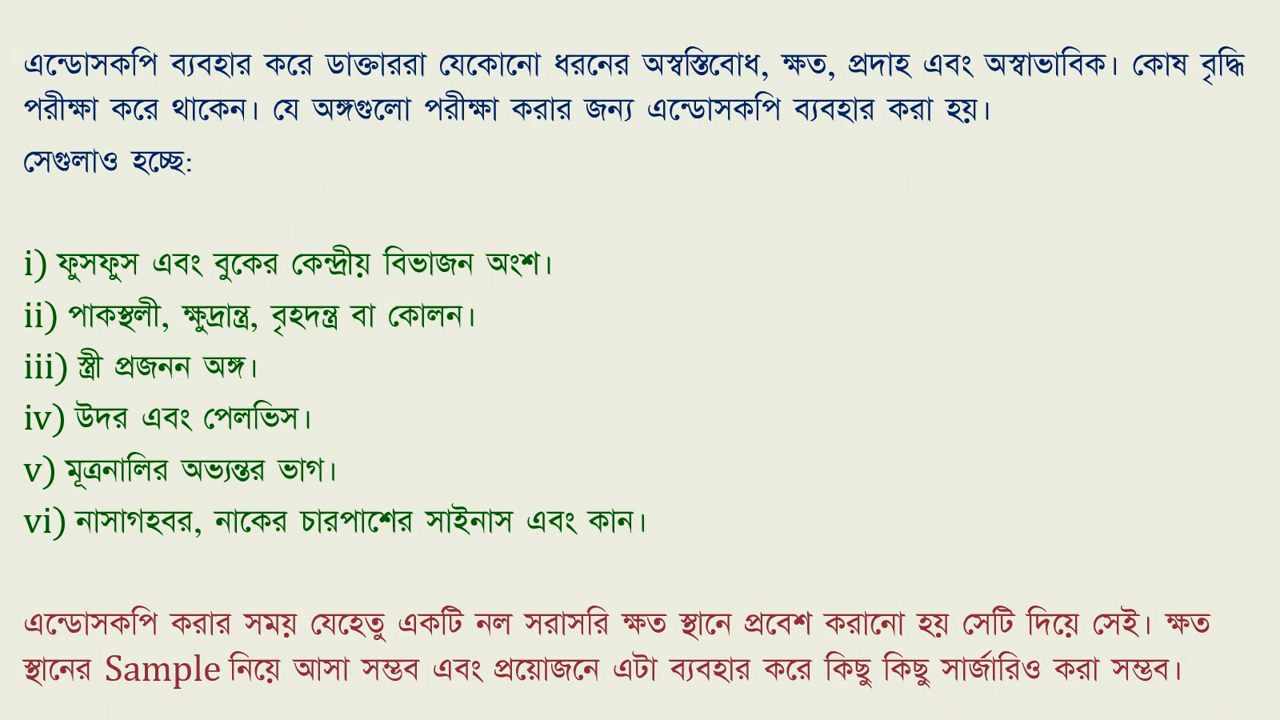 এন্ডোসকপি ব্যবহার করে ডাক্তাররা যেকোনো ধরনের অস্বস্তিবোধ, ক্ষত, প্রদাহ এবং অস্বাভাবিক। কোষ বৃদ্ধি
পরীক্ষা করে থাকেন। যে অঙ্গগুলো পরীক্ষা করার জন্য এন্ডোসকপি ব্যবহার করা হয়।
সেগুলাও হচ্ছে:
i) ফুসফুস এবং বুকের কেন্দ্রীয় বিভাজন অংশ।
ii) পাকস্থলী, ক্ষুদ্রান্ত্র, বৃহদন্ত্র বা কোলন।
iii) স্ত্রী প্রজনন অঙ্গ।
iv) উদর এবং পেলভিস।
v) মূত্রনালির অভ্যন্তর ভাগ।
vi) নাসাগহবর, নাকের চারপাশের সাইনাস এবং কান।
এন্ডোসকপি করার সময় যেহেতু একটি নল সরাসরি ক্ষত স্থানে প্রবেশ করানো হয় সেটি দিয়ে সেই। ক্ষত
স্থানের Sample নিয়ে আসা সম্ভব এবং প্রয়োজনে এটা ব্যবহার করে কিছু কিছু সার্জারিও করা সম্ভব।